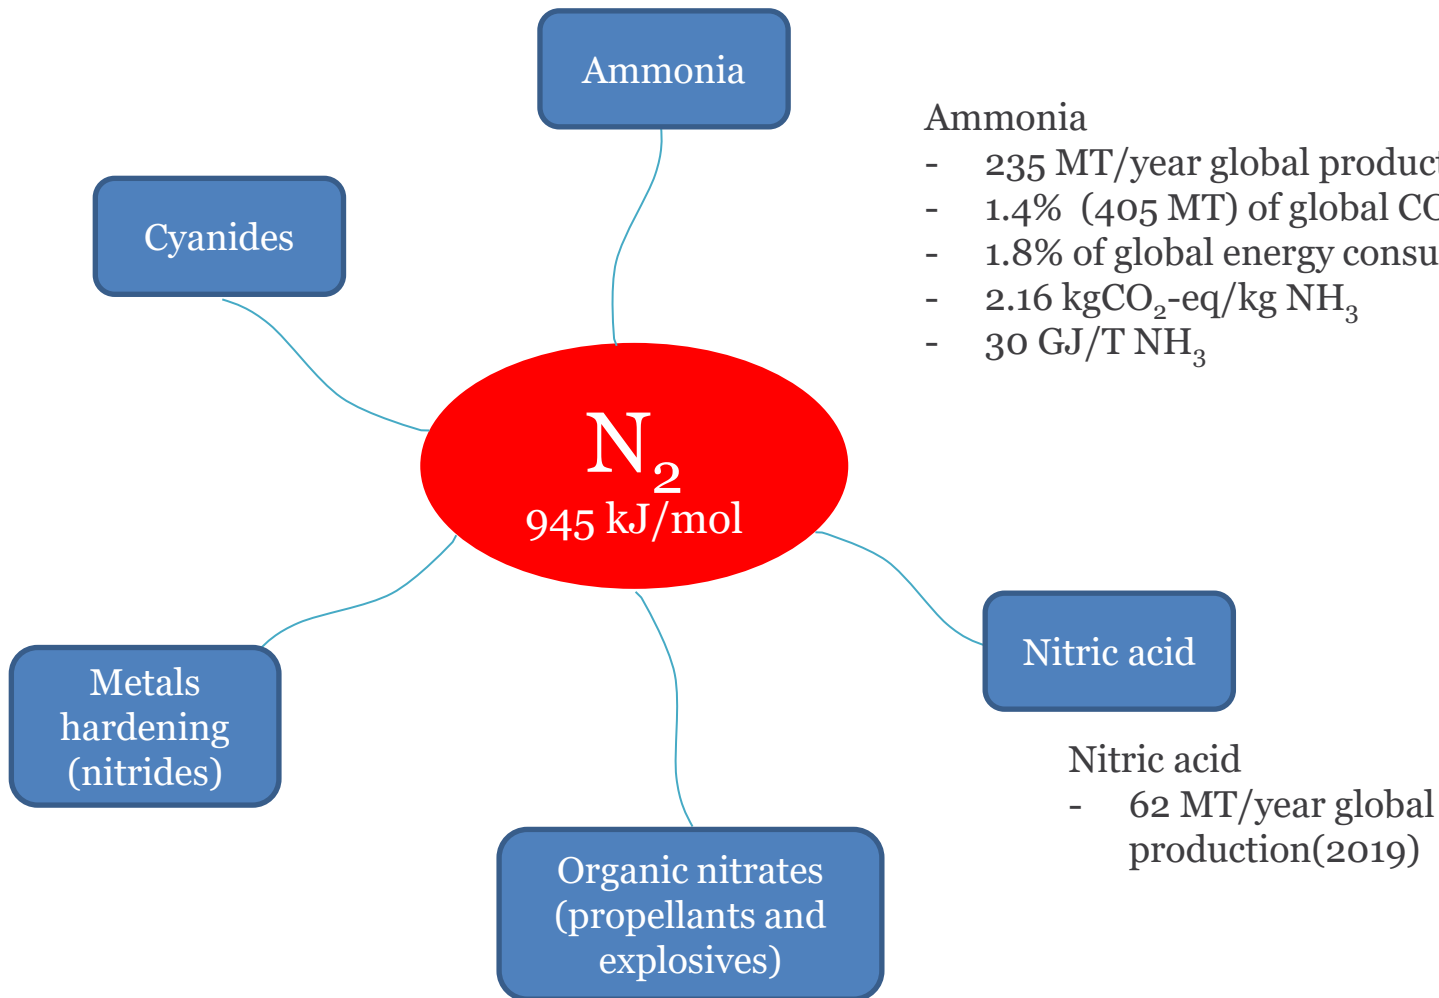 Ammonia
Ammonia
- 235 MT/year global product
- 1.4% (405 MT) of global CO
- 1.8% of global energy consu
- 2.16 kgCO₂-eq/kg NH₃
- 30 GJ/T NH₃
Cyanides
N₂
945 kJ/mol
Nitric acid
Metals
hardening
(nitrides)
Nitric acid
- 62 MT/year global
production(2019)
Organic nitrates
(propellants and
explosives)